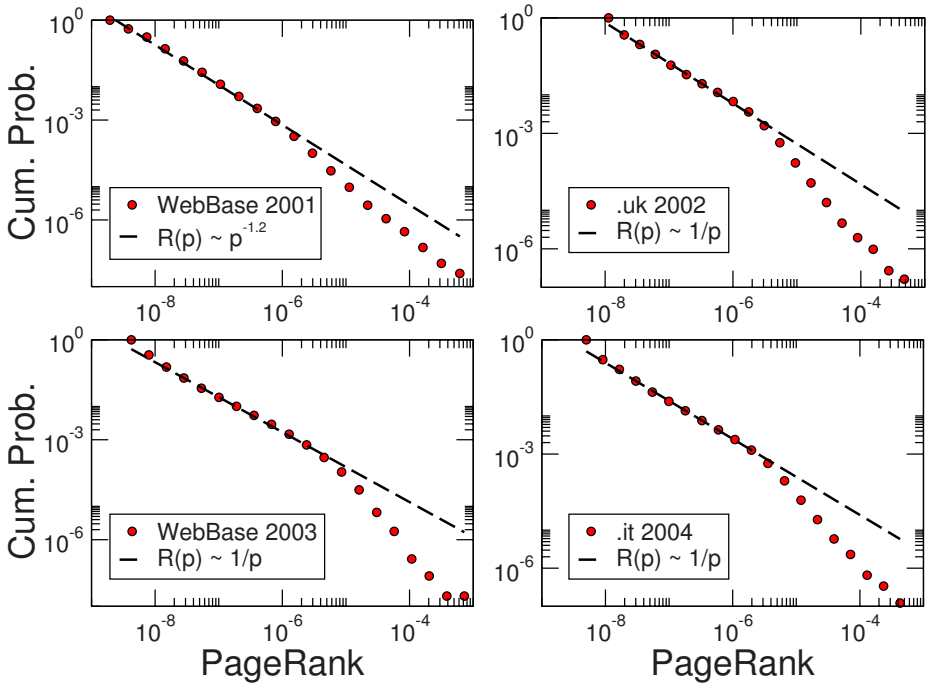 Cum. Prob.
10^0
10^-3
10^-6
WebBase 2001
R(p) ~ p^-1.2
10^-8
10^-6
10^-4
10^0
10^-3
10^-6
.uk 2002
R(p) ~ 1/p
10^-8
10^-6
10^-4
Cum. Prob.
10^0
10^-3
10^-6
WebBase 2003
R(p) ~ 1/p
10^-8
10^-6
10^-4
PageRank
10^0
10^-3
10^-6
.it 2004
R(p) ~ 1/p
10^-8
10^-6
10^-4
PageRank